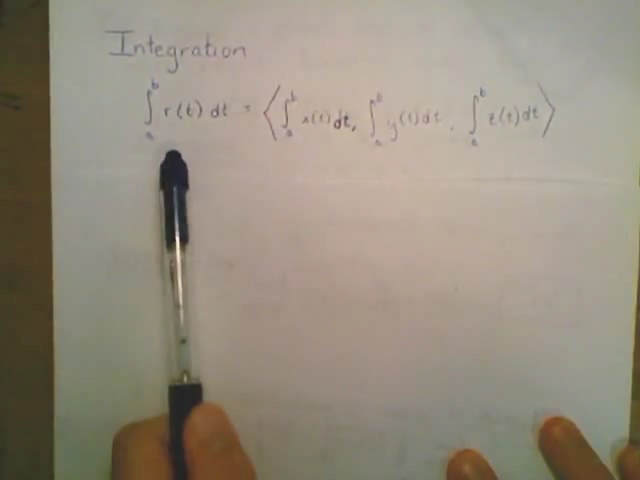 Integration
∫ₐᵇ r(t) dt = ⟨ ∫ₐᵇ x(t) dt, ∫ₐᵇ y(t) dt, ∫ₐᵇ z(t) dt ⟩